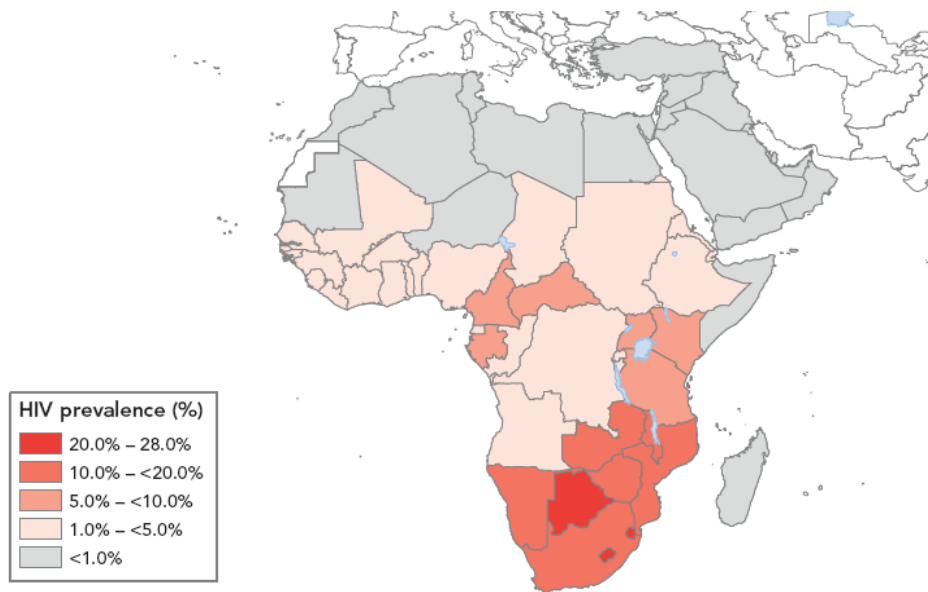 HIV prevalence (%)
20.0% – 28.0%
10.0% – <20.0%
5.0% – <10.0%
1.0% – <5.0%
<1.0%